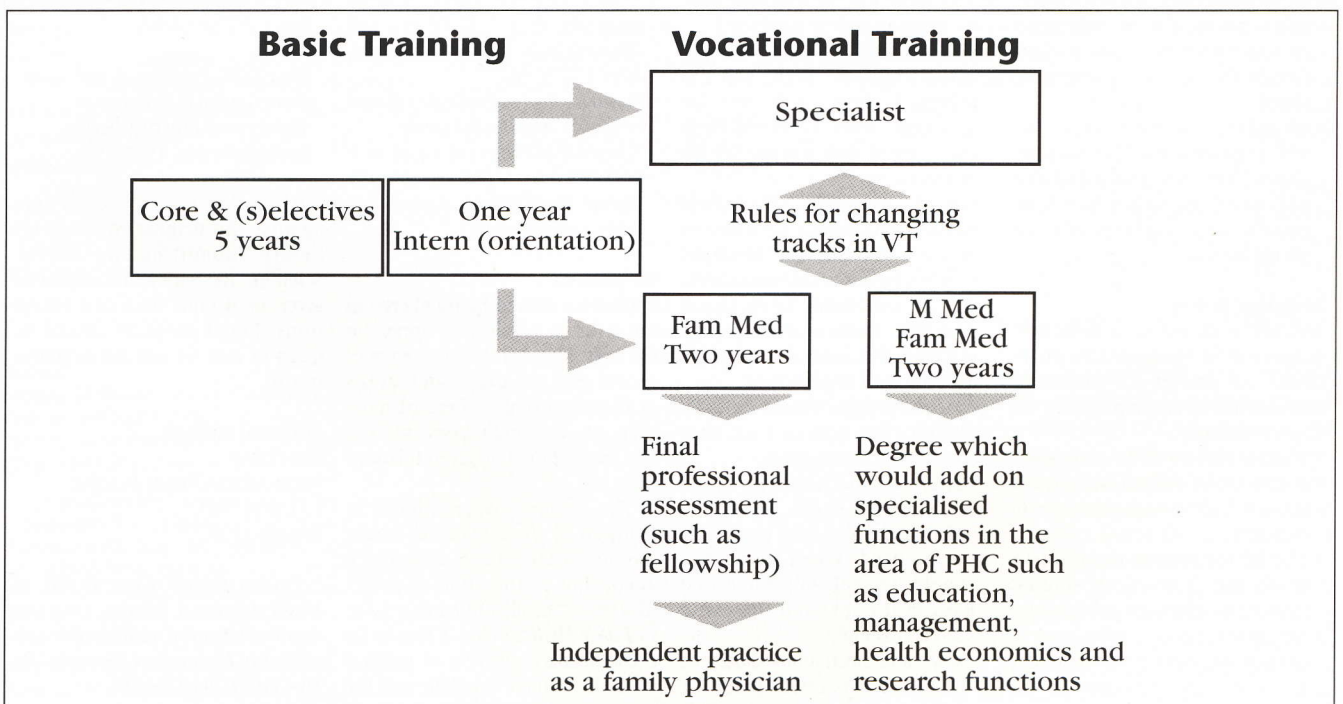 Basic Training
Vocational Training
Specialist
Core & (s)electives
5 years
One year
Intern (orientation)
Rules for changing
tracks in VT
Fam Med
Two years
M Med
Fam Med
Two years
Final
professional
assessment
(such as
fellowship)
Degree which
would add on
specialised
functions in the
area of PHC such
as education,
management,
health economics and
research functions
Independent practice
as a family physician